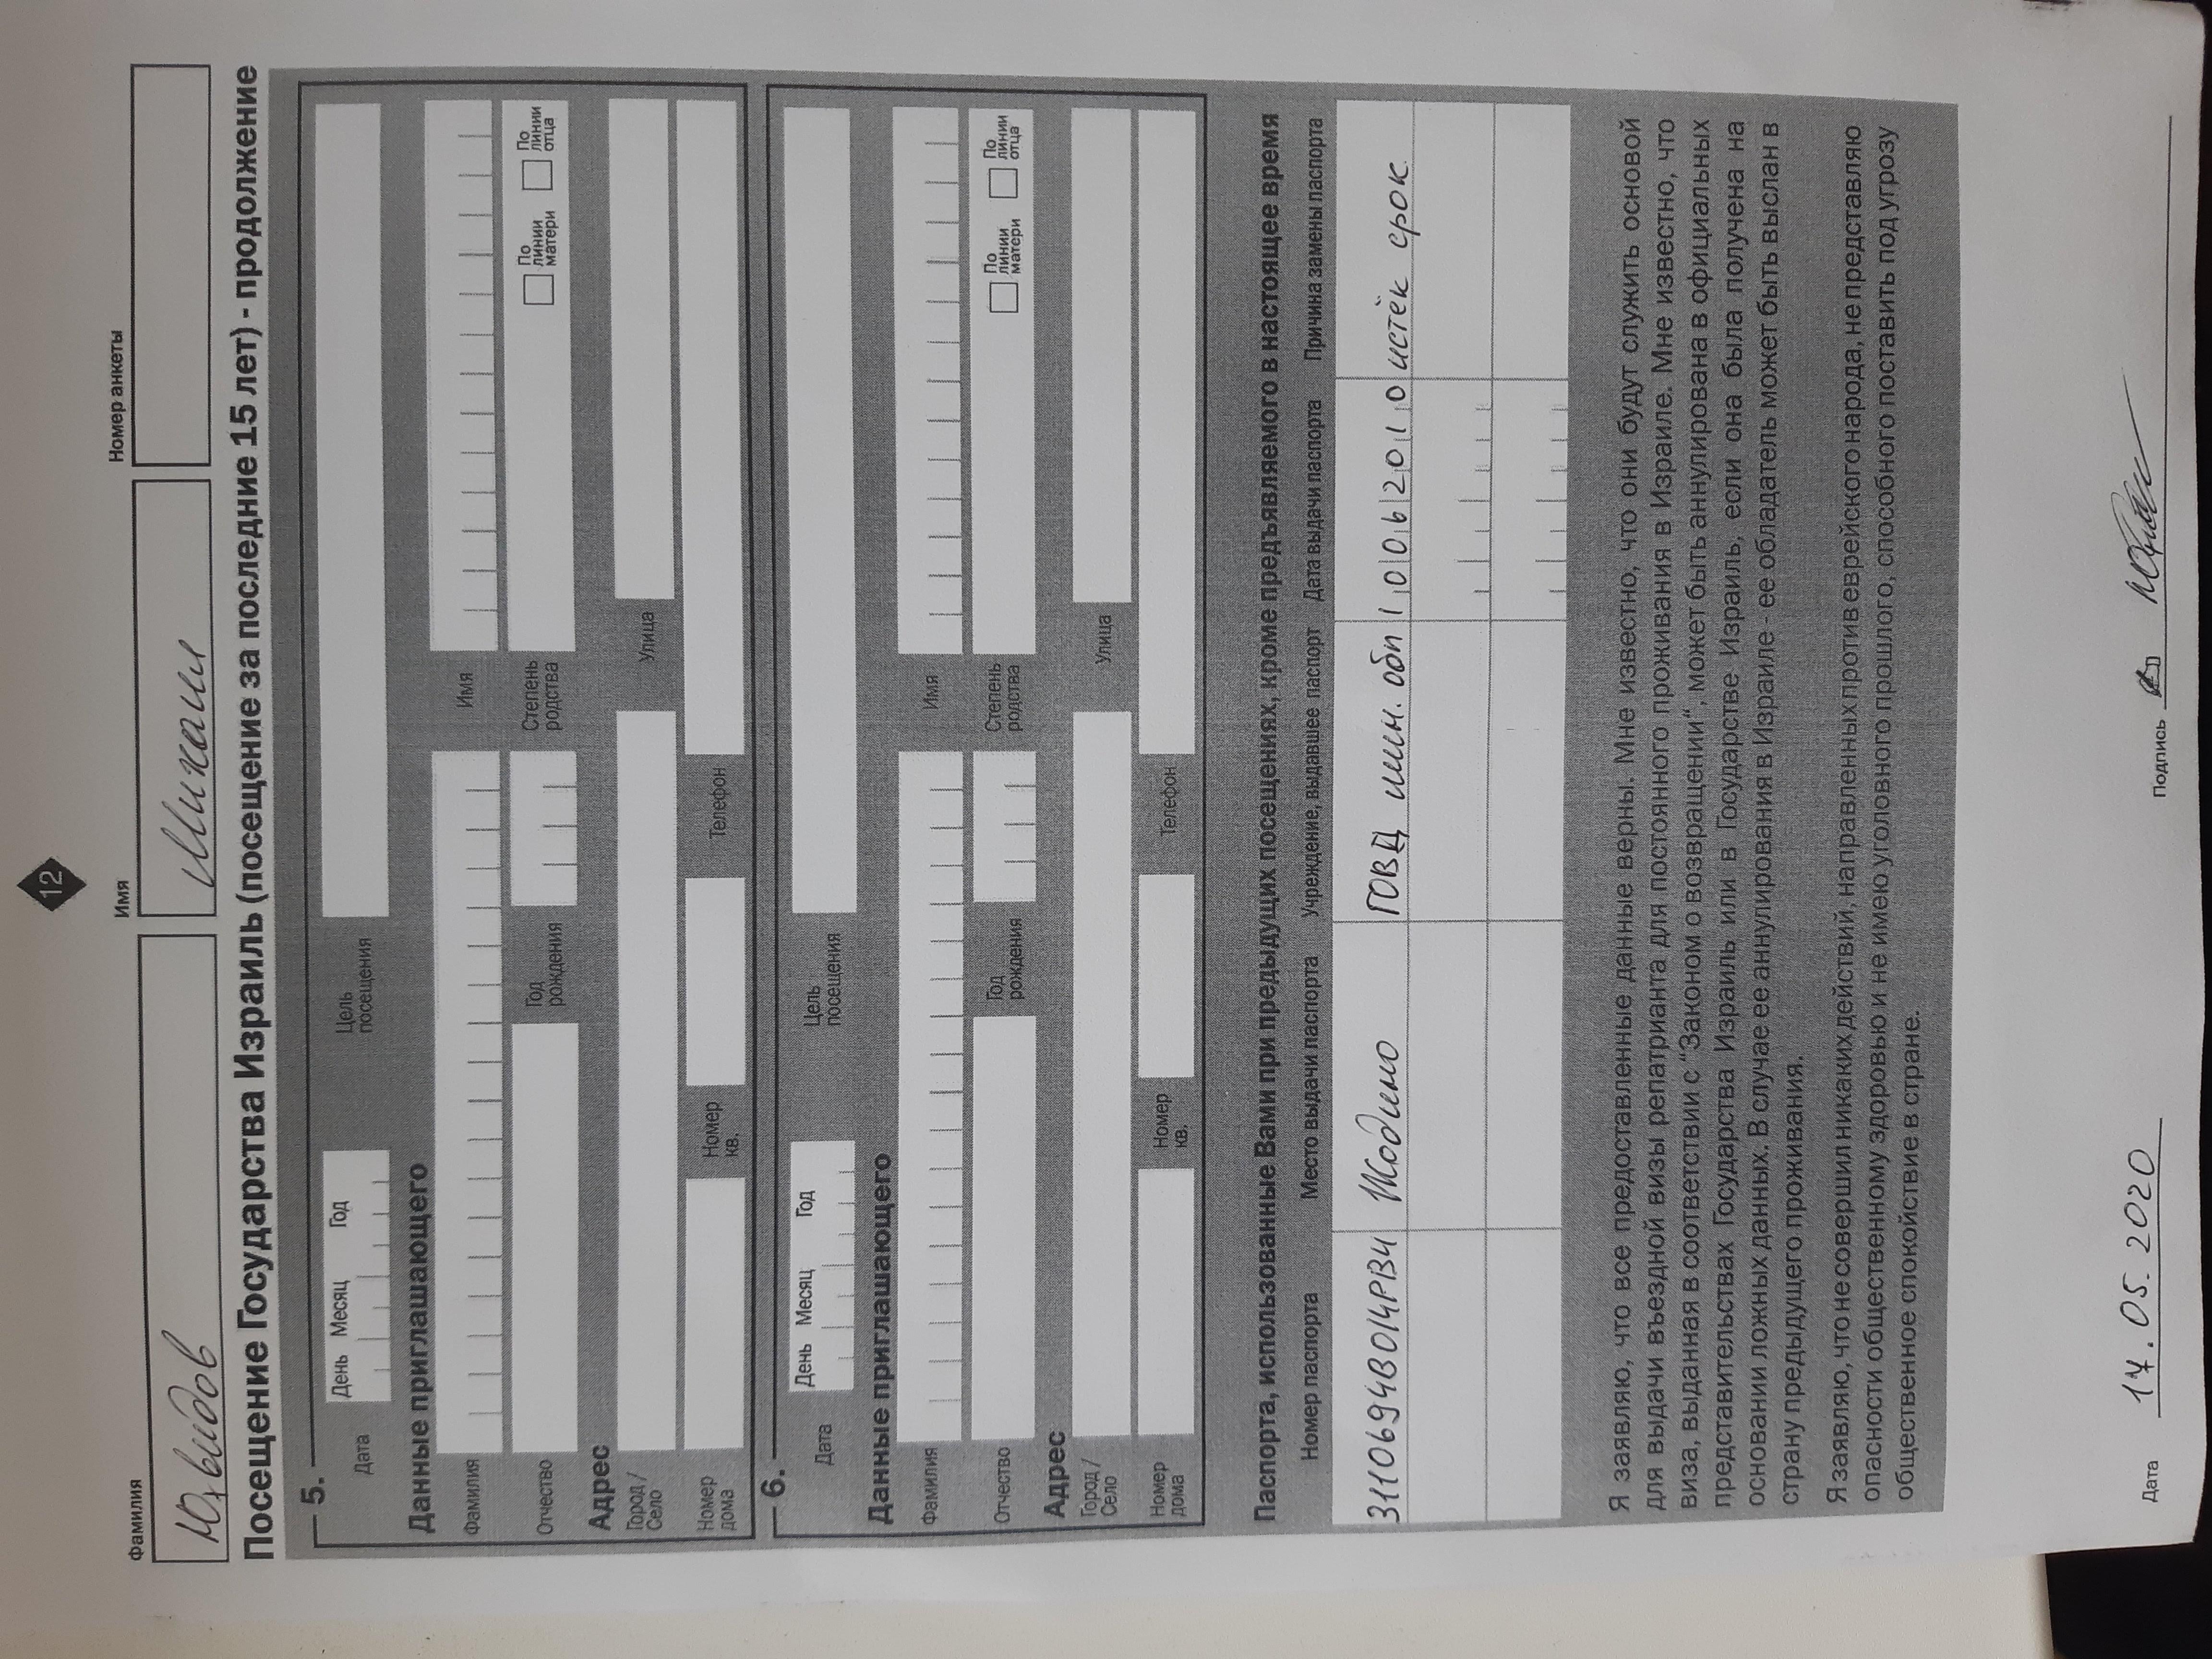 12
Фамилия Имя Номер анкеты
Юхвидов Михаил
Посещение Государства Израиль (посещение за последние 15 лет) - продолжение
5.
День Месяц Год
Дата Цель посещения
Данные приглашающего
Фамилия Имя
Отчество Год рождения Степень родства По линии матери По линии отца
Адрес
Город / Село Улица
Номер дома Номер кв. Телефон
6.
День Месяц Год
Дата Цель посещения
Данные приглашающего
Фамилия Имя
Отчество Год рождения Степень родства По линии матери По линии отца
Адрес
Город / Село Улица
Номер дома Номер кв. Телефон
Паспорта, использованные Вами при предыдущих посещениях, кроме предъявляемого в настоящее время
Номер паспорта Место выдачи паспорта Учреждение, выдавшее паспорт Дата выдачи паспорта Причина замены паспорта
3110694B014PB4 Жодино ГОВД мин. обл 10062010 истёк срок
Я заявляю, что все предоставленные данные верны. Мне известно, что они будут служить основой
для выдачи въездной визы репатрианта для постоянного проживания в Израиле. Мне известно, что
виза, выданная в соответствии с “Законом о возвращении“, может быть аннулирована в официальных
представительствах Государства Израиль или в Государстве Израиль, если она была получена на
основании ложных данных. В случае ее аннулирования в Израиле - ее обладатель может быть выслан в
страну предыдущего проживания.
Я заявляю, что не совершил никаких действий, направленных против еврейского народа, не представляю
опасности общественному здоровью и не имею уголовного прошлого, способного поставить под угрозу
общественное спокойствие в стране.
Дата 17.05.2020 Подпись